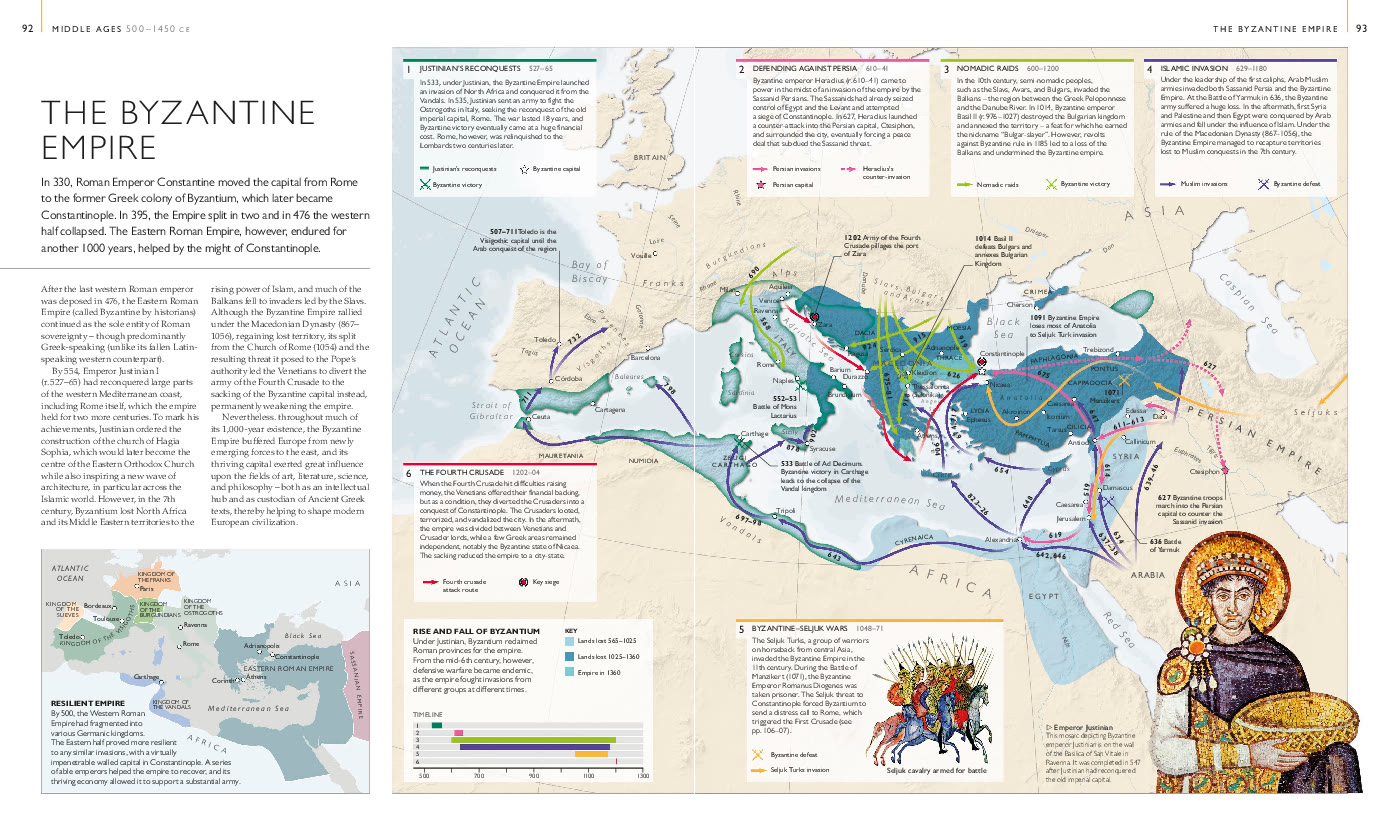 92 MIDDLE AGES 500–1450 CE
THE BYZANTINE EMPIRE 93
THE BYZANTINE
EMPIRE
In 330, Roman Emperor Constantine moved the capital from Rome
to the former Greek colony of Byzantium, which later became
Constantinople. In 395, the Empire split in two and in 476 the western
half collapsed. The Eastern Roman Empire, however, endured for
another 1000 years, helped by the might of Constantinople.
After the last western Roman emperor
was deposed in 476, the Eastern Roman
Empire (called Byzantine by historians)
continued as the sole entity of Roman
sovereignty – though predominantly
Greek-speaking (unlike its fallen Latin-
speaking western counterpart).
By 554, Emperor Justinian I
(r.527–65) had reconquered large parts
of the western Mediterranean coast,
including Rome itself, which the empire
held for two more centuries. To mark his
achievements, Justinian ordered the
construction of the church of Hagia
Sophia, which would later become the
centre of the Eastern Orthodox Church
while also inspiring a new wave of
architecture, in particular across the
Islamic world. However, in the 7th
century, Byzantium lost North Africa
and its Middle Eastern territories to the
rising power of Islam, and much of the
Balkans fell to invaders led by the Slavs.
Although the Byzantine Empire rallied
under the Macedonian Dynasty (867–
1056), regaining lost territory, its split
from the Church of Rome (1054) and the
resulting threat it posed to the Pope's
authority led the Venetians to divert the
army of the Fourth Crusade to the
sacking of the Byzantine capital instead,
permanently weakening the empire.
Nevertheless, throughout much of
its 1,000-year existence, the Byzantine
Empire buffered Europe from newly
emerging forces to the east, and its
thriving capital exerted great influence
upon the fields of art, literature, science,
and philosophy – both as an intellectual
hub and as custodian of Ancient Greek
texts, thereby helping to shape modern
European civilization.
ATLANTIC
OCEAN
KINGDOM OF
THE FRANKS
Paris
ASIA
KINGDOM
OF THE
SUEVES
Bordeaux
Toulouse
KINGDOM
OF THE
BURGUNDIANS
KINGDOM
OF THE
OSTROGOTHS
Ravenna
Toledo
KINGDOM OF THE VISIGOTHS
Rome
Black Sea
Adrianople
Constantinople
EASTERN ROMAN EMPIRE
Carthage
Corinth
Athens
SASSANIAN EMPIRE
KINGDOM OF
THE VANDALS
Mediterranean Sea
AFRICA
RESILIENT EMPIRE
By 500, the Western Roman
Empire had fragmented into
various Germanic kingdoms.
The Eastern half proved more resilient
to any similar invasions, with a virtually
impenetrable walled capital in Constantinople. A series
of able emperors helped the empire to recover, and its
thriving economy allowed it to support a substantial army.
1 JUSTINIAN'S RECONQUESTS 527–65
In 533, under Justinian, the Byzantine Empire launched
an invasion of North Africa and conquered it from the
Vandals. In 535, Justinian sent an army to fight the
Ostrogoths in Italy, seeking the reconquest of the old
imperial capital, Rome. The war lasted 18 years, and
Byzantine victory eventually came at a huge financial
cost. Rome, however, was relinquished to the
Lombards two centuries later.
Justinian's reconquests
Byzantine capital
Byzantine victory
2 DEFENDING AGAINST PERSIA 610–41
Byzantine emperor Heraclius (r.610–41) came to
power in the midst of an invasion of the empire by the
Sassanid Persians. The Sassanids had already seized
control of Egypt and the Levant and attempted
a siege of Constantinople. In 627, Heraclius launched
a counter-attack into the Persian capital, Ctesiphon,
and surrounded the city, eventually forcing a peace
deal that subdued the Sassanid threat.
Persian invasions
Heraclius's
counter-invasion
Persian capital
3 NOMADIC RAIDS 600–1200
In the 10th century, semi-nomadic peoples,
such as the Slavs, Avars, and Bulgars, invaded the
Balkans – the region between the Greek Peloponnese
and the Danube River. In 1014, Byzantine emperor
Basil II (r.976–1027) destroyed the Bulgarian kingdom
and annexed the territory – a feat for which he earned
the nickname "Bulgar-slayer". However, revolts
against Byzantine rule in 1185 led to a loss of the
Balkans and undermined the Byzantine empire.
Nomadic raids
Byzantine victory
4 ISLAMIC INVASION 629–1180
Under the leadership of the first caliphs, Arab Muslim
armies invaded both Sassanid Persia and the Byzantine
Empire. At the Battle of Yarmuk in 636, the Byzantine
army suffered a huge loss. In the aftermath, first Syria
and Palestine and then Egypt were conquered by Arab
armies and fell under the influence of Islam. Under the
rule of the Macedonian Dynasty (867–1056), the
Byzantine Empire managed to recapture territories
lost to Muslim conquests in the 7th century.
Muslim invasions
Byzantine defeat
BRITAIN
ASIA
507–711 Toledo is the
Visigothic capital until the
Arab conquest of the region
1202 Army of the Fourth
Crusade pillages the port
of Zara
1014 Basil II
defeats Bulgars and
annexes Bulgarian
Kingdom
1091 Byzantine Empire
loses most of Anatolia
to Seljuk Turk invasion
ATLANTIC
OCEAN
Bay of
Biscay
Seine
Loire
Vouille
Franks
Burgundians
Rhine
Rhone
Garonne
Ebro
Pyrenees
Visigoths
Alps
Danube
Dnieper
Don
Slavs, Bulgars
and Avars
CRIMEA
Cherson
Black
Sea
Caspian Sea
Milan
Aquileia
Venice
Ravenna
Zara
Adriatic Sea
ITALY
Corsica
Rome
Naples
Sardinia
Barium
Brundisium
Ragusa
Durazzo
DACIA
MOESIA
THRACE
Serdica
Adrianople
Constantinople
Kleidion
Thessalonica
(Salonika)
Nicaea
Athens
PAPHLAGONIA
Trebizond
PONTUS
CAPPADOCIA
1071
Manzikert
Anatolia
Caesarea
LYDIA
Ephesus
Akroinon
Iconium
PAMPHYLIA
Tarsus
CILICIA
Antioch
Edessa
Dara
Callinicum
Cyprus
SYRIA
Euphrates
Tigris
Ctesiphon
PERSIAN EMPIRE
Seljuks
Toledo
Tagus
Barcelona
Córdoba
Baleares
Cartagena
Strait of
Gibraltar
Ceuta
MAURETANIA
NUMIDIA
ZEUGI
CARTHAGO
Carthage
Sicily
Syracuse
552–53
Battle of Mons
Lactarius
533 Battle of Ad Decimum.
Byzantine victory in Carthage
leads to the collapse of the
Vandal kingdom
Crete
Mediterranean Sea
Vandals
Tripoli
CYRENAICA
Alexandria
Damascus
Caesarea
Jerusalem
AFRICA
EGYPT
Nile
Red Sea
ARABIA
627 Byzantine troops
march into the Persian
capital to counter the
Sassanid invasion
636 Battle
of Yarmuk
690
568
732
711
798
878
902
697–98
643
823–26
904
654
648
642,646
619
634
637–38
639–46
611–13
627
626
675–81
6 THE FOURTH CRUSADE 1202–04
When the Fourth Crusade hit difficulties raising
money, the Venetians offered their financial backing,
but as a condition, they diverted the Crusaders into a
conquest of Constantinople. The Crusaders looted,
terrorized, and vandalized the city. In the aftermath,
the empire was divided between Venetians and
Crusader lords, while a few Greek areas remained
independent, notably the Byzantine state of Nicaea.
The sacking reduced the empire to a city-state.
Fourth crusade
attack route
Key siege
RISE AND FALL OF BYZANTIUM
Under Justinian, Byzantium reclaimed
Roman provinces for the empire.
From the mid-6th century, however,
defensive warfare became endemic,
as the empire fought invasions from
different groups at different times.
KEY
Lands lost 565–1025
Lands lost 1025–1360
Empire in 1360
TIMELINE
1
2
3
4
5
6
500 700 900 1100 1300
5 BYZANTINE–SELJUK WARS 1048–71
The Seljuk Turks, a group of warriors
on horseback from central Asia,
invaded the Byzantine Empire in the
11th century. During the Battle of
Manzikert (1071), the Byzantine
Emperor Romanus Diogenes was
taken prisoner. The Seljuk threat to
Constantinople forced Byzantium to
send a distress call to Rome, which
triggered the First Crusade (see
pp. 106–07).
Byzantine defeat
Seljuk Turks invasion
Seljuk cavalry armed for battle
▷ Emperor Justinian
This mosaic depicting Byzantine
emperor Justinian is on the wall
of the Basilica of San Vitale in
Ravenna. It was completed in 547
after Justinian had reconquered
the old imperial capital.